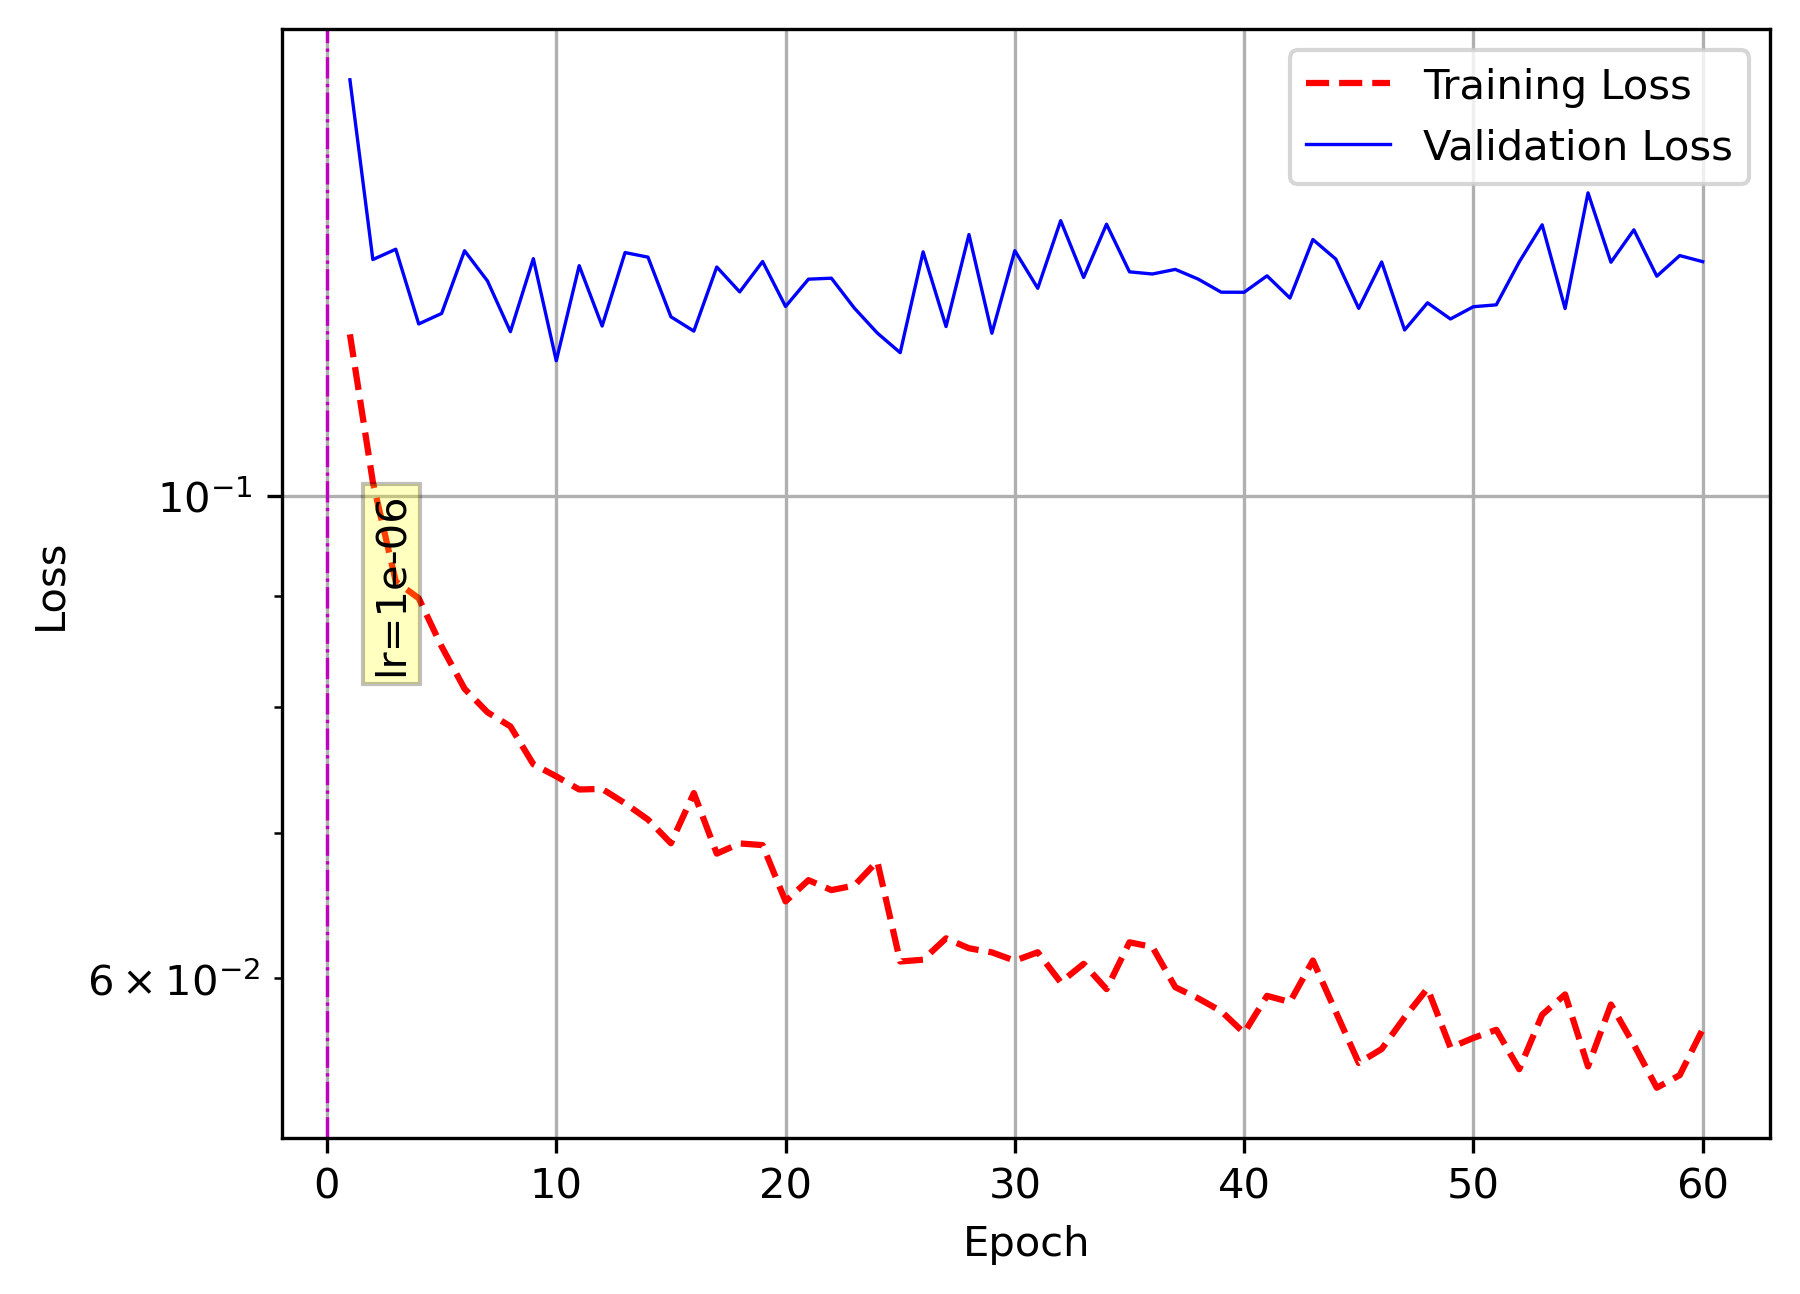 Training Loss
Validation Loss
10⁻¹
6 × 10⁻²
Loss
lr=1e-06
0 10 20 30 40 50 60
Epoch